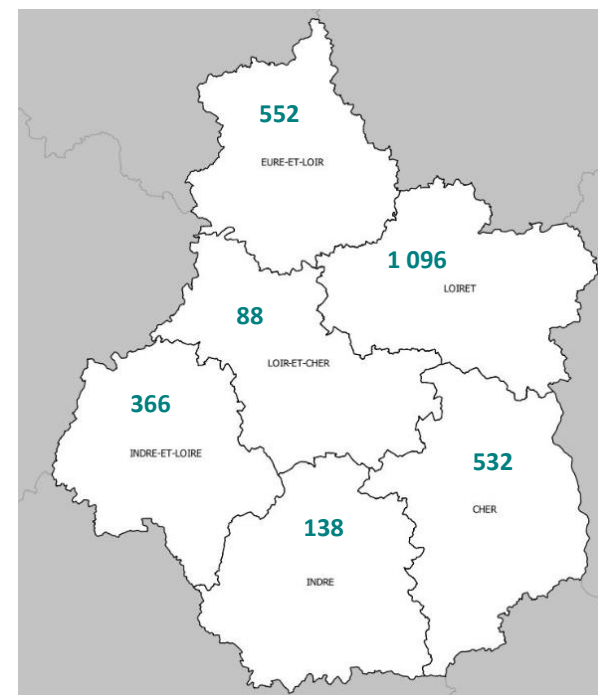 552
EURE-ET-LOIR
1 096
LOIRET
88
LOIR-ET-CHER
366
INDRE-ET-LOIRE
532
CHER
138
INDRE